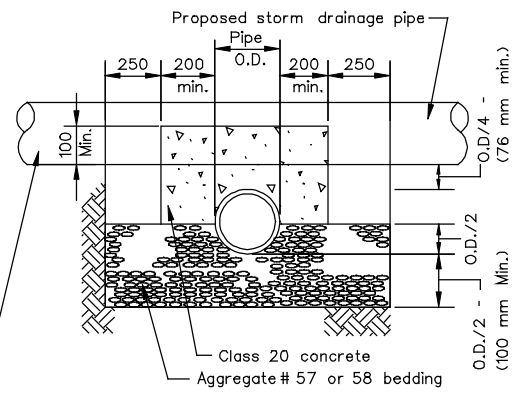 Proposed storm drainage pipe
Pipe
O.D.
250
200
min.
200
min.
250
100
Min.
O.D/4 -
(76 mm min.)
O.D./2
O.D./2 -
(100 mm Min.)
Class 20 concrete
Aggregate # 57 or 58 bedding